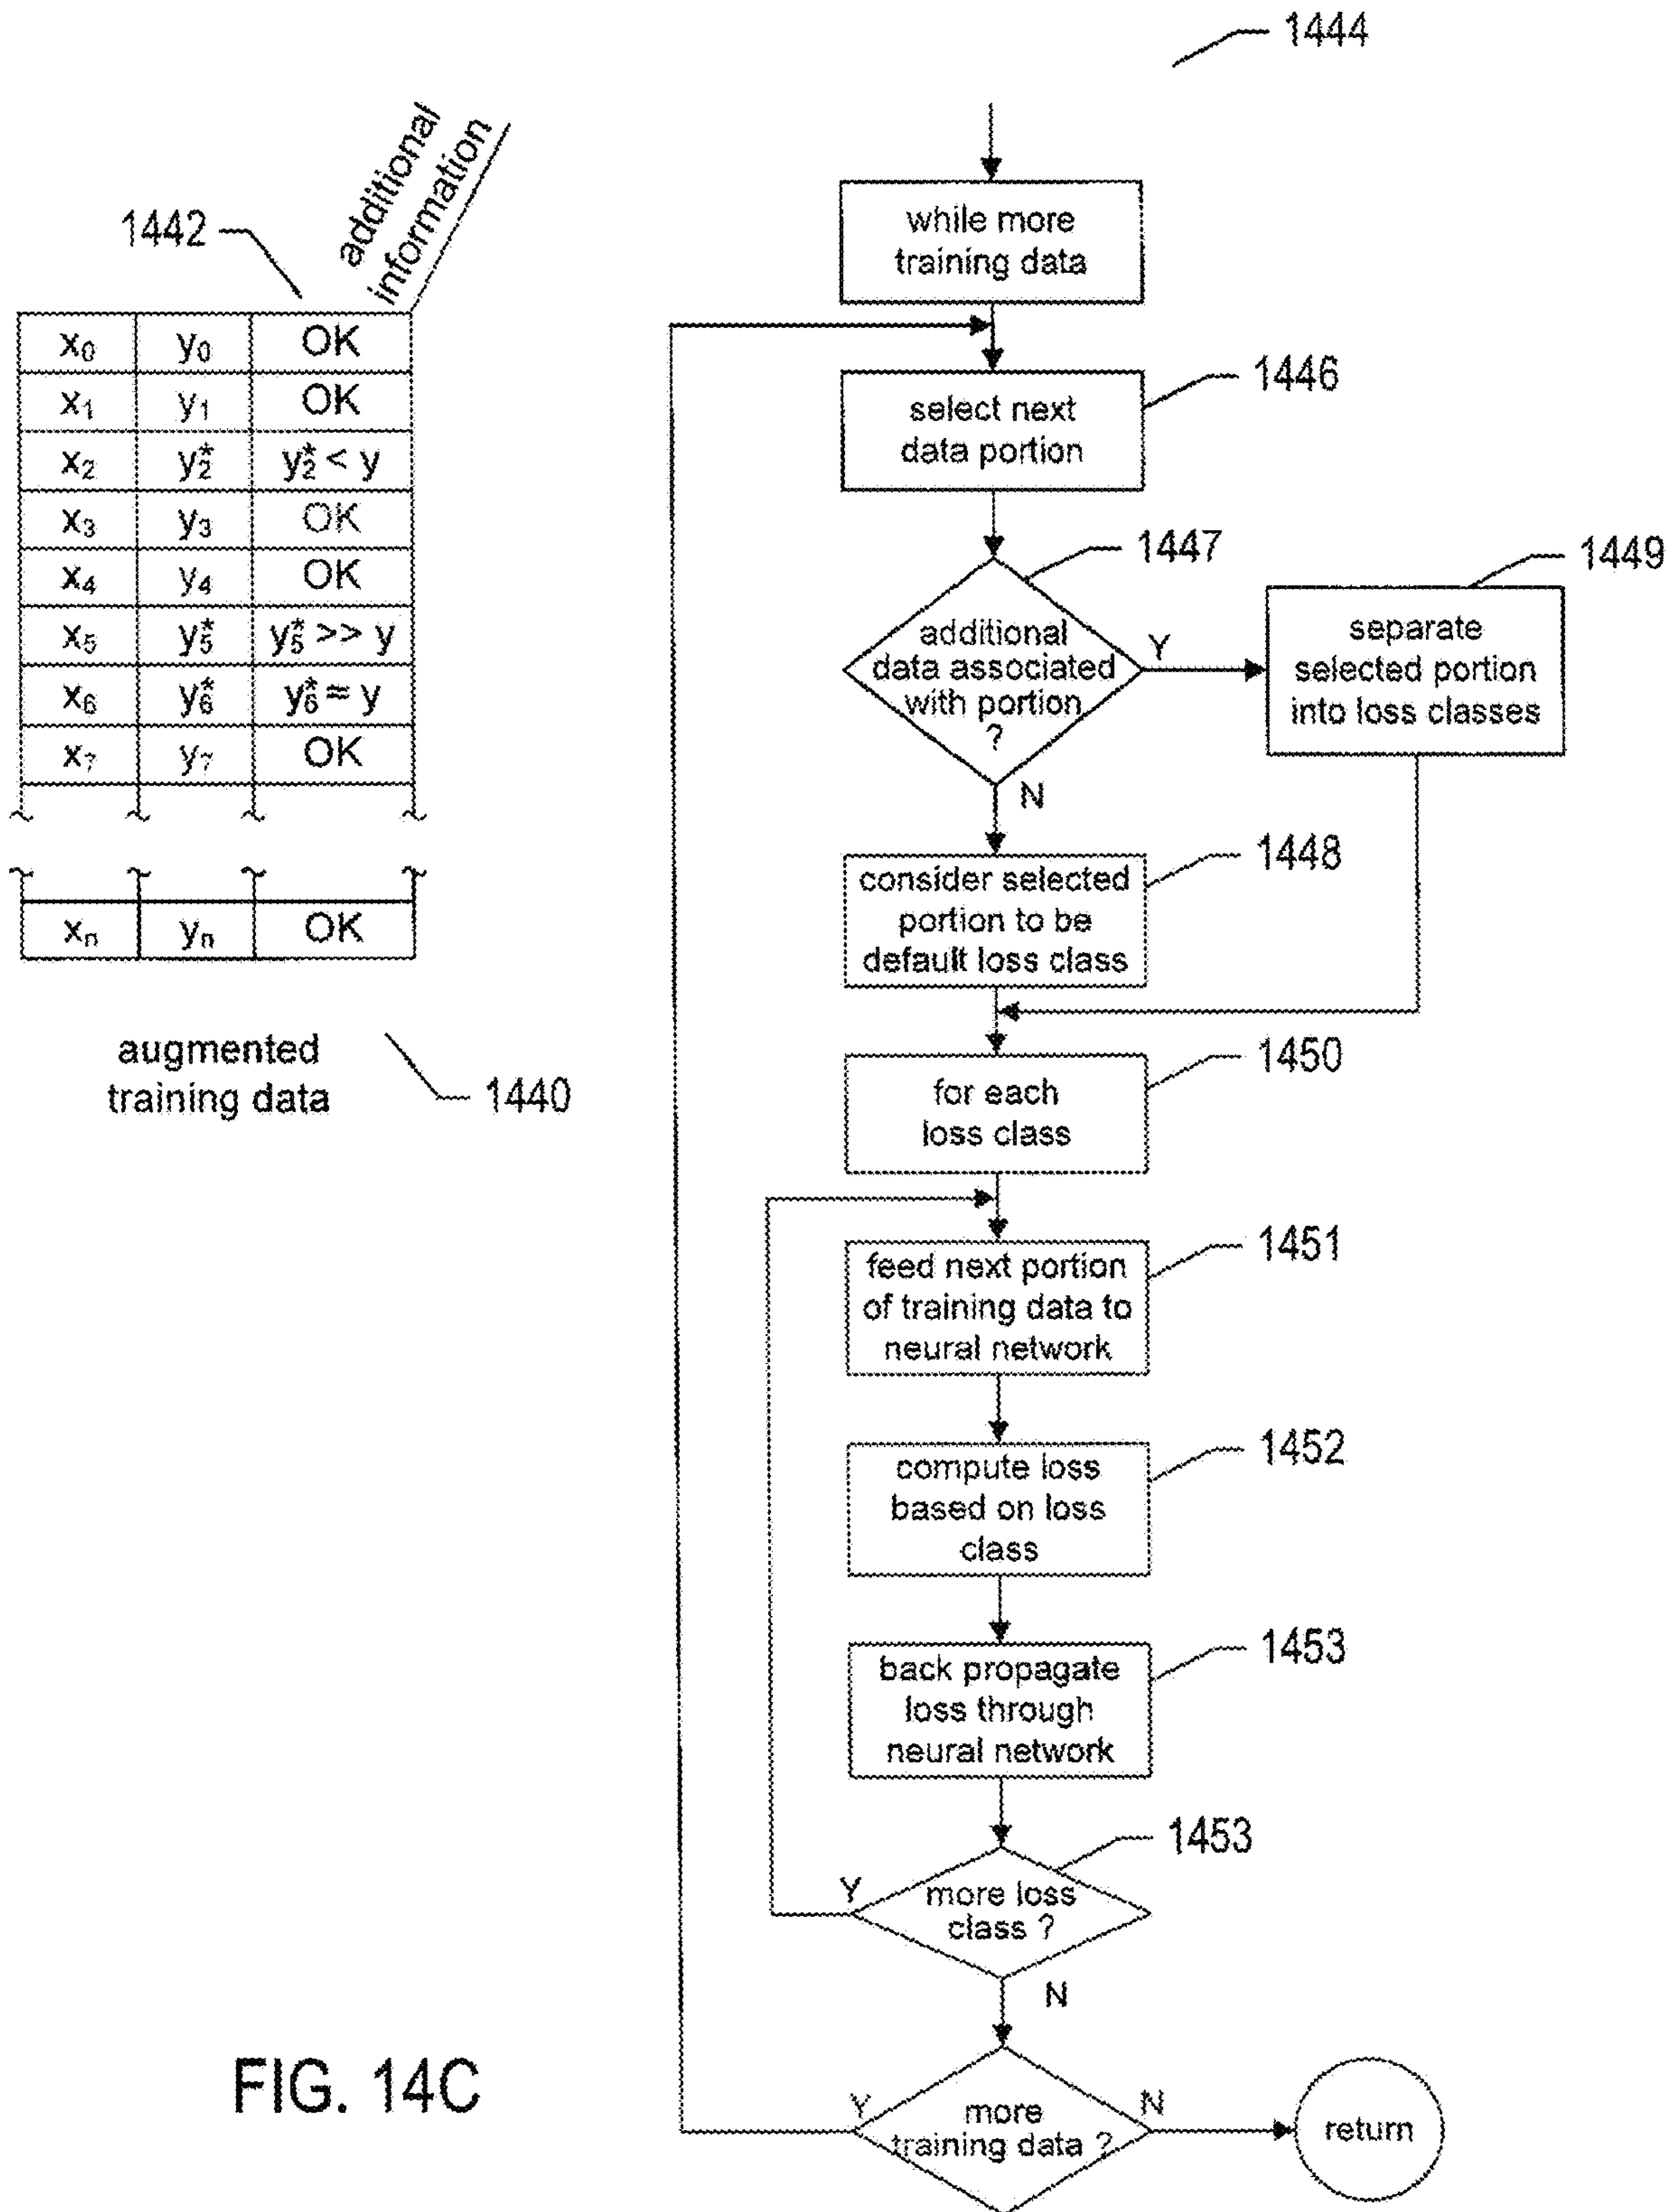 1444
additional
information
1442
x₀ y₀ OK
x₁ y₁ OK
x₂ y₂* y₂* < y
x₃ y₃ OK
x₄ y₄ OK
x₅ y₅* y₅* >> y
x₆ y₆* y₆* ≈ y
x₇ y₇ OK
xₙ yₙ OK
augmented
training data
1440
while more
training data
1446
select next
data portion
1447
additional
data associated
with portion
?
Y
N
1449
separate
selected portion
into loss classes
1448
consider selected
portion to be
default loss class
1450
for each
loss class
1451
feed next portion
of training data to
neural network
1452
compute loss
based on loss
class
1453
back propagate
loss through
neural network
1453
more loss
class ?
Y
N
more
training data ?
Y
N
return
FIG. 14C